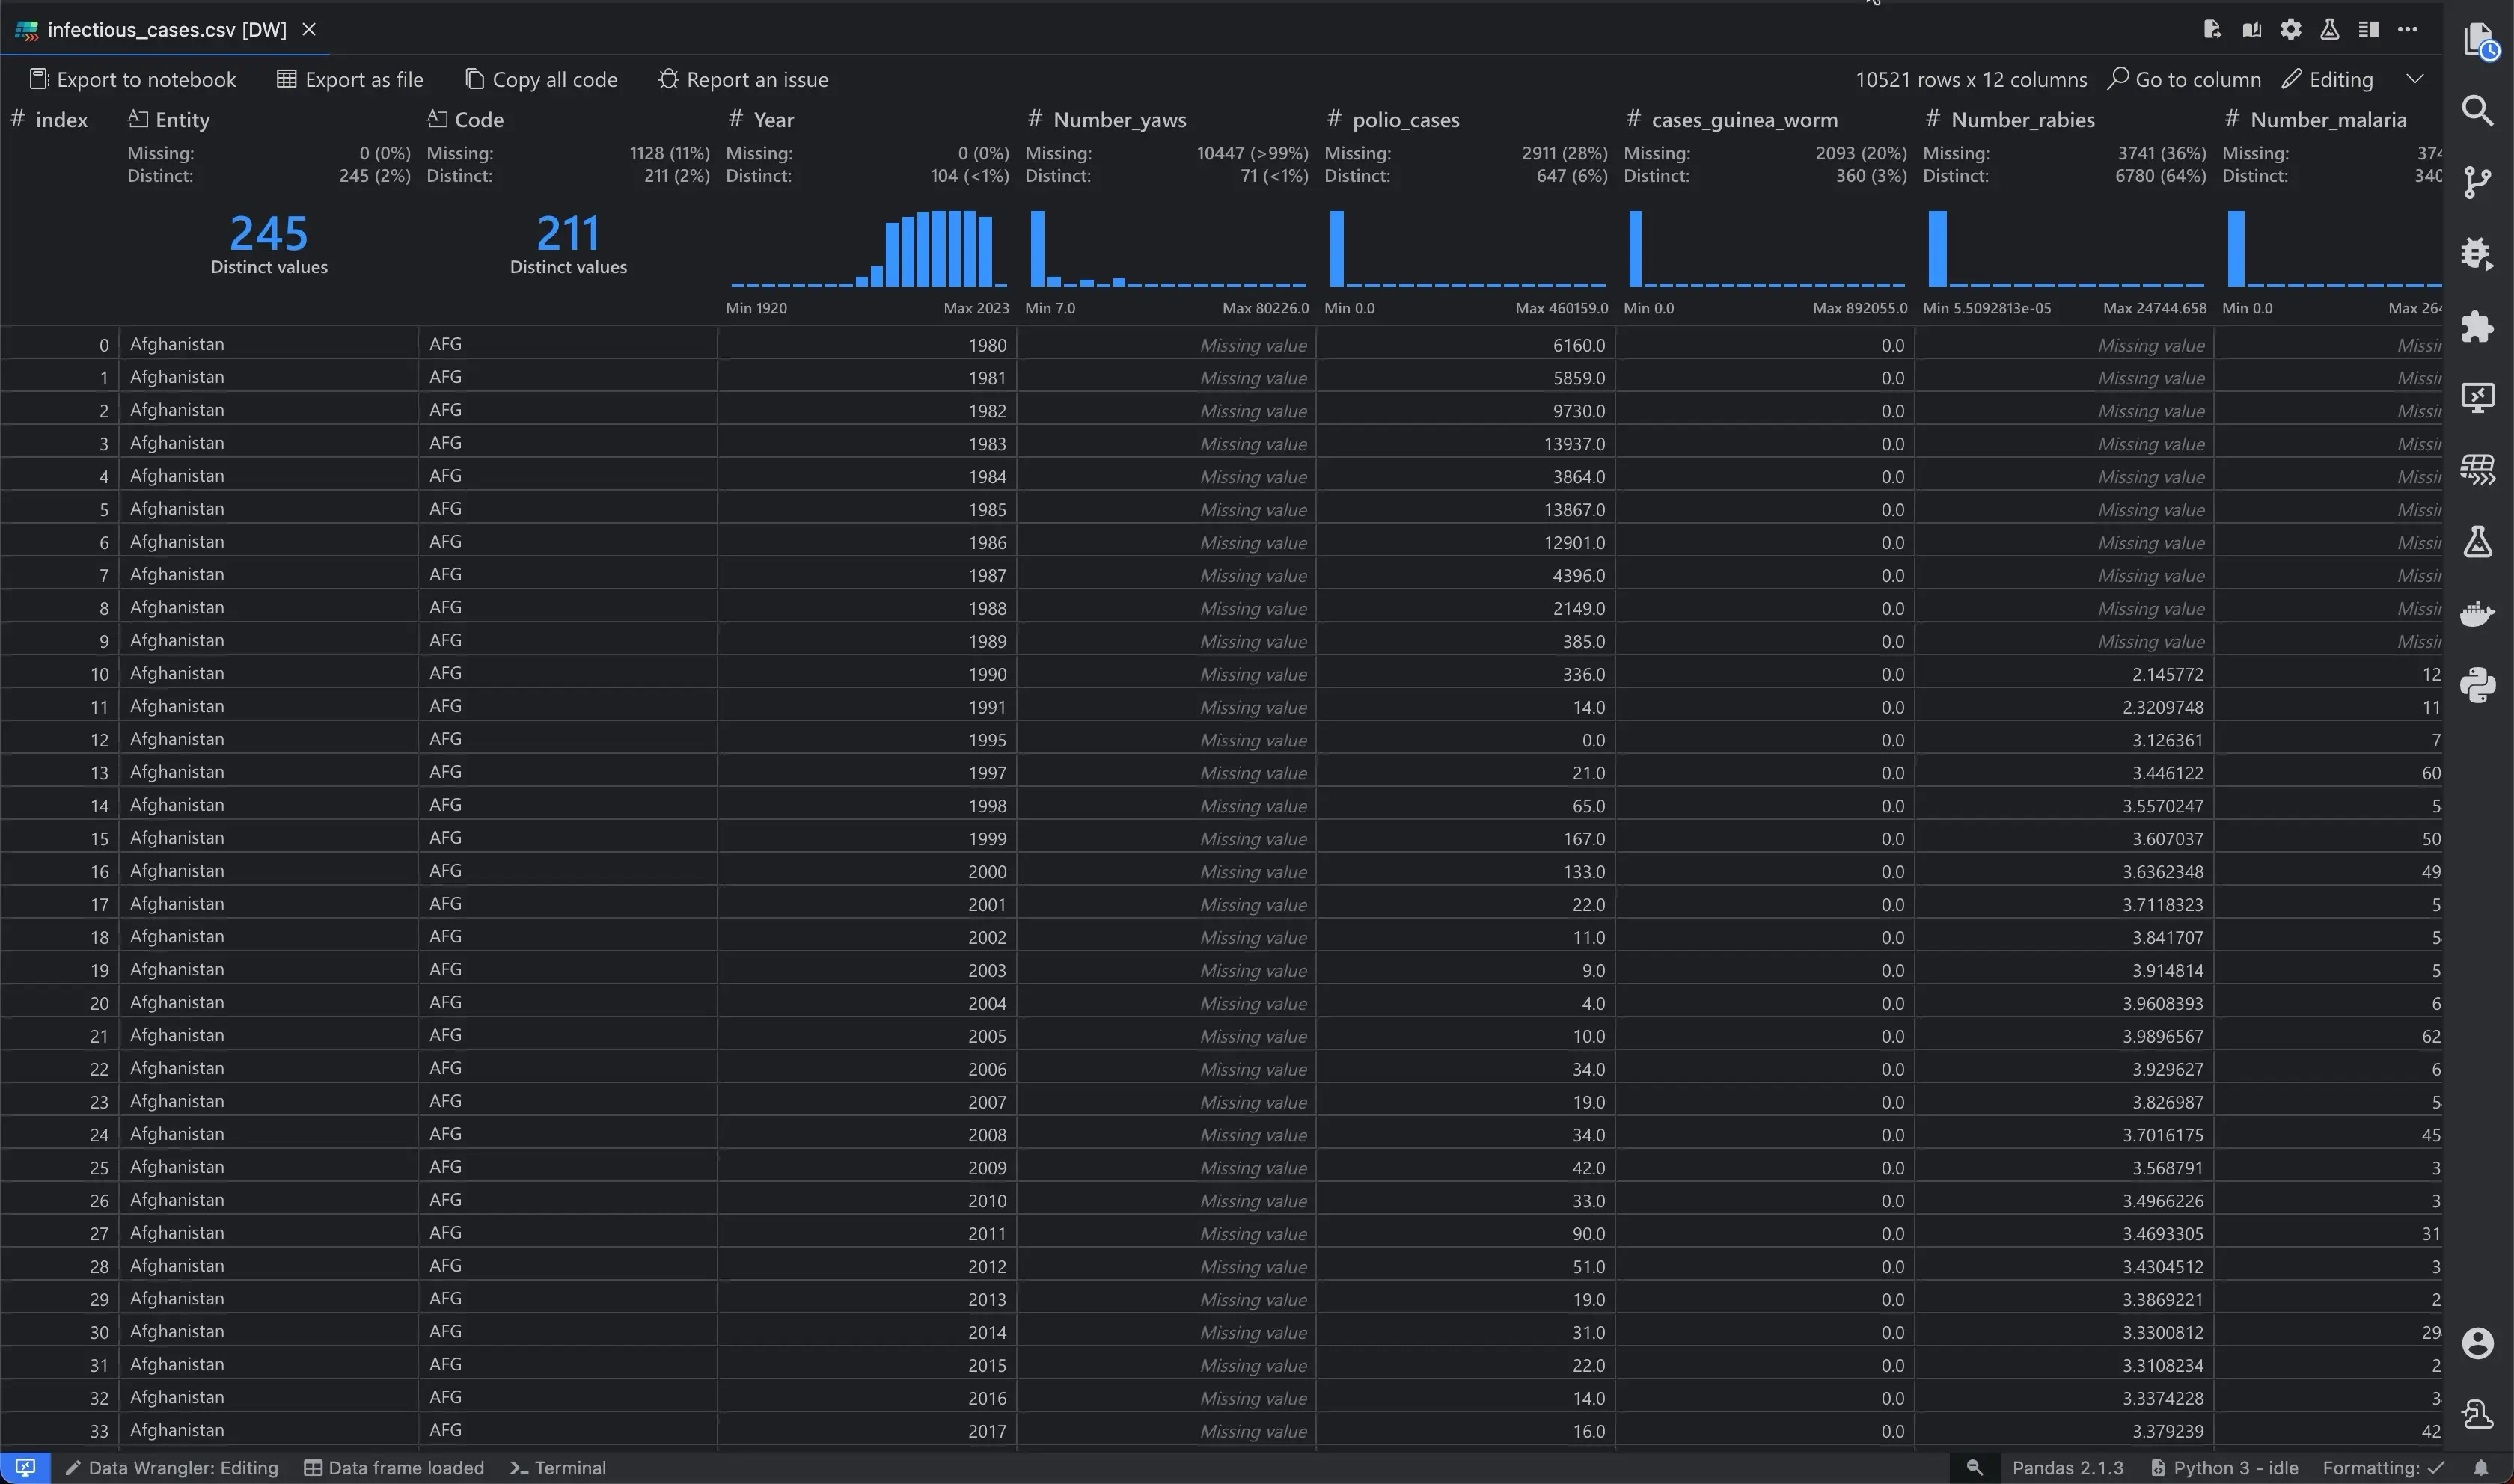 infectious_cases.csv [DW]
Export to notebook Export as file Copy all code Report an issue 10521 rows x 12 columns Go to column Editing
# index Entity Code # Year # Number_yaws # polio_cases # cases_guinea_worm # Number_rabies # Number_malaria
Missing: 0 (0%) Missing: 1128 (11%) Missing: 0 (0%) Missing: 10447 (>99%) Missing: 2911 (28%) Missing: 2093 (20%) Missing: 3741 (36%) Missing: 374
Distinct: 245 (2%) Distinct: 211 (2%) Distinct: 104 (<1%) Distinct: 71 (<1%) Distinct: 647 (6%) Distinct: 360 (3%) Distinct: 6780 (64%) Distinct: 340
245 211
Distinct values Distinct values
Min 1920 Max 2023 Min 7.0 Max 80226.0 Min 0.0 Max 460159.0 Min 0.0 Max 892055.0 Min 5.5092813e-05 Max 24744.658 Min 0.0 Max 264
0 Afghanistan AFG 1980 Missing value 6160.0 0.0 Missing value Missir
1 Afghanistan AFG 1981 Missing value 5859.0 0.0 Missing value Missir
2 Afghanistan AFG 1982 Missing value 9730.0 0.0 Missing value Missir
3 Afghanistan AFG 1983 Missing value 13937.0 0.0 Missing value Missir
4 Afghanistan AFG 1984 Missing value 3864.0 0.0 Missing value Missir
5 Afghanistan AFG 1985 Missing value 13867.0 0.0 Missing value Missir
6 Afghanistan AFG 1986 Missing value 12901.0 0.0 Missing value Missir
7 Afghanistan AFG 1987 Missing value 4396.0 0.0 Missing value Missir
8 Afghanistan AFG 1988 Missing value 2149.0 0.0 Missing value Missir
9 Afghanistan AFG 1989 Missing value 385.0 0.0 Missing value Missir
10 Afghanistan AFG 1990 Missing value 336.0 0.0 2.145772 12
11 Afghanistan AFG 1991 Missing value 14.0 0.0 2.3209748 11
12 Afghanistan AFG 1995 Missing value 0.0 0.0 3.126361 7
13 Afghanistan AFG 1997 Missing value 21.0 0.0 3.446122 60
14 Afghanistan AFG 1998 Missing value 65.0 0.0 3.5570247 5
15 Afghanistan AFG 1999 Missing value 167.0 0.0 3.607037 50
16 Afghanistan AFG 2000 Missing value 133.0 0.0 3.6362348 49
17 Afghanistan AFG 2001 Missing value 22.0 0.0 3.7118323 5
18 Afghanistan AFG 2002 Missing value 11.0 0.0 3.841707 5
19 Afghanistan AFG 2003 Missing value 9.0 0.0 3.914814 5
20 Afghanistan AFG 2004 Missing value 4.0 0.0 3.9608393 6
21 Afghanistan AFG 2005 Missing value 10.0 0.0 3.9896567 62
22 Afghanistan AFG 2006 Missing value 34.0 0.0 3.929627 6
23 Afghanistan AFG 2007 Missing value 19.0 0.0 3.826987 5
24 Afghanistan AFG 2008 Missing value 34.0 0.0 3.7016175 45
25 Afghanistan AFG 2009 Missing value 42.0 0.0 3.568791 3
26 Afghanistan AFG 2010 Missing value 33.0 0.0 3.4966226 3
27 Afghanistan AFG 2011 Missing value 90.0 0.0 3.4693305 31
28 Afghanistan AFG 2012 Missing value 51.0 0.0 3.4304512 3
29 Afghanistan AFG 2013 Missing value 19.0 0.0 3.3869221 2
30 Afghanistan AFG 2014 Missing value 31.0 0.0 3.3300812 29
31 Afghanistan AFG 2015 Missing value 22.0 0.0 3.3108234 2
32 Afghanistan AFG 2016 Missing value 14.0 0.0 3.3374228 3
33 Afghanistan AFG 2017 Missing value 16.0 0.0 3.379239 42
Data Wrangler: Editing Data frame loaded Terminal Pandas 2.1.3 Python 3 - idle Formatting: ✓